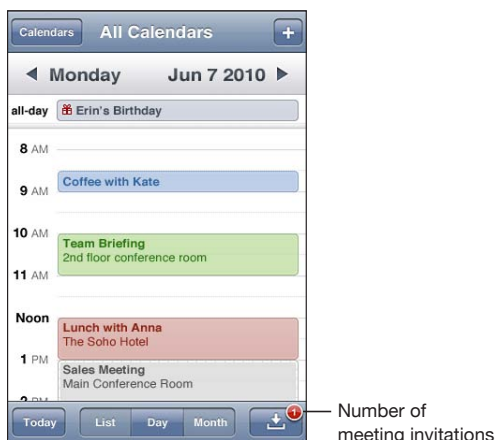 Calendars All Calendars +
Monday Jun 7 2010
all-day Erin's Birthday
8 AM
Coffee with Kate
9 AM
10 AM
Team Briefing
2nd floor conference room
11 AM
Noon
Lunch with Anna
The Soho Hotel
1 PM
Sales Meeting
Main Conference Room
2 PM
Today List Day Month 1
Number of
meeting invitations